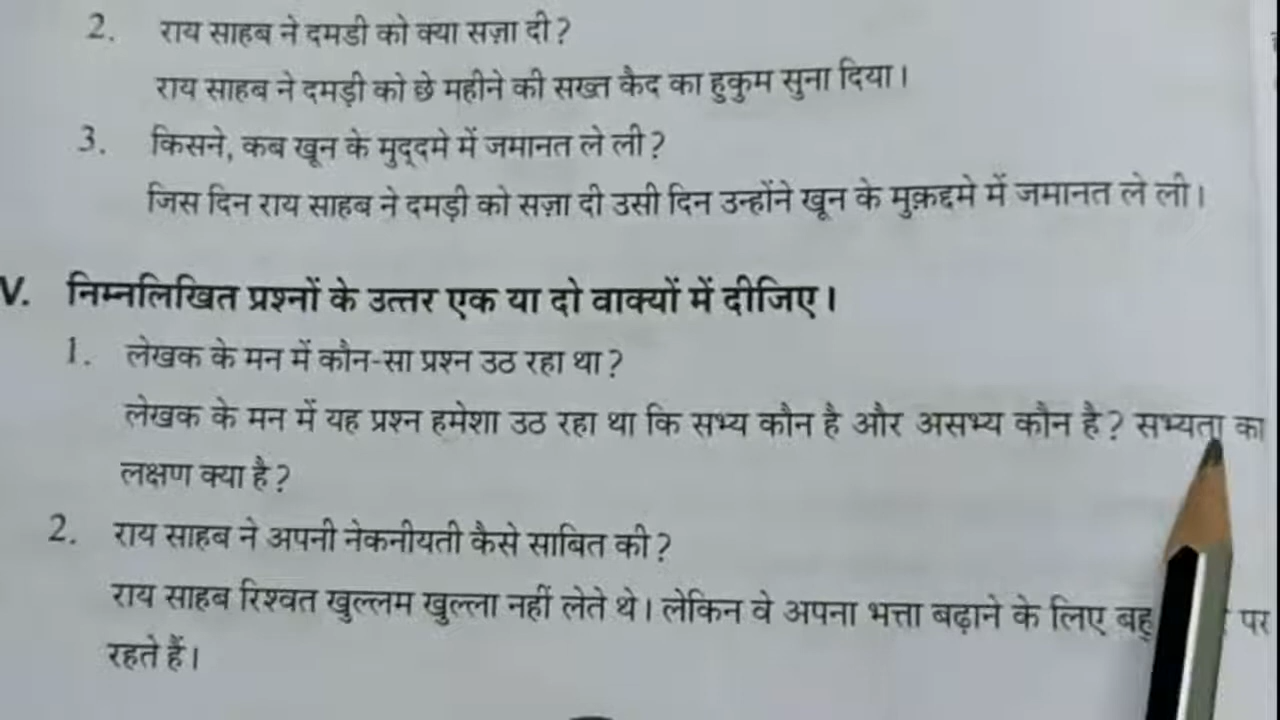 2. राय साहब ने दमडी को क्या सज़ा दी?
राय साहब ने दमड़ी को छे महीने की सख्त कैद का हुकुम सुना दिया।
3. किसने, कब खून के मुद्दमे में जमानत ले ली?
जिस दिन राय साहब ने दमड़ी को सज़ा दी उसी दिन उन्होंने खून के मुक़द्दमे में जमानत ले ली।
V. निम्नलिखित प्रश्नों के उत्तर एक या दो वाक्यों में दीजिए।
1. लेखक के मन में कौन-सा प्रश्न उठ रहा था?
लेखक के मन में यह प्रश्न हमेशा उठ रहा था कि सभ्य कौन है और असभ्य कौन है? सभ्यता का
लक्षण क्या है?
2. राय साहब ने अपनी नेकनीयती कैसे साबित की?
राय साहब रिश्वत खुल्लम खुल्ला नहीं लेते थे। लेकिन वे अपना भत्ता बढ़ाने के लिए पर
रहते हैं।